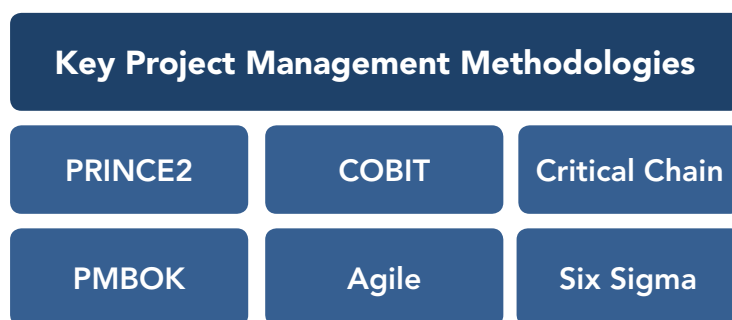 Key Project Management Methodologies
PRINCE2
COBIT
Critical Chain
PMBOK
Agile
Six Sigma